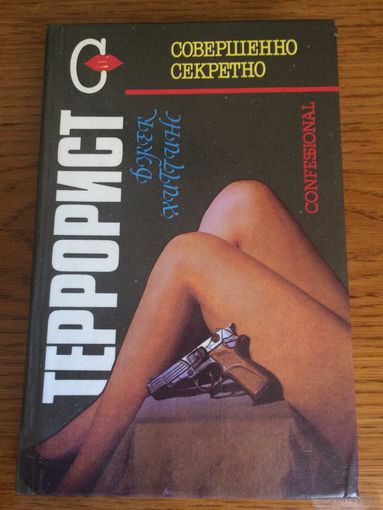 С
СОВЕРШЕННО
СЕКРЕТНО
ТЕРРОРИСТ
ДЖЕК
ХИГГИНС
CONFESSIONAL